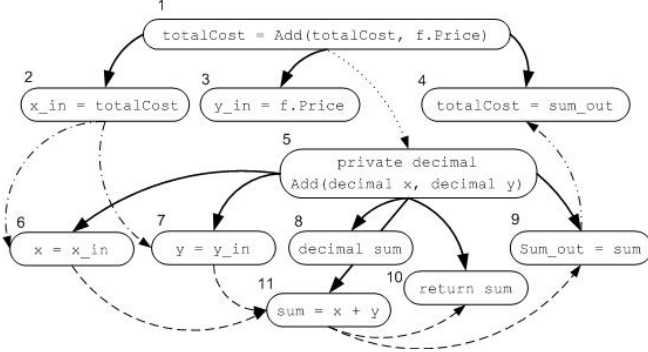 1
totalCost = Add(totalCost, f.Price)
2
x_in = totalCost
3
y_in = f.Price
4
totalCost = sum_out
5
private decimal
Add(decimal x, decimal y)
6
x = x_in
7
y = y_in
8
decimal sum
9
Sum_out = sum
10
return sum
11
sum = x + y